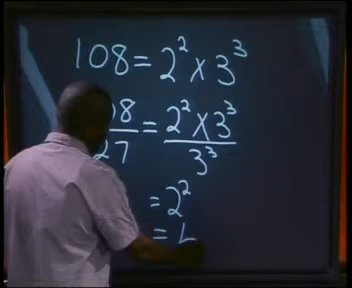 108 = 2² × 3³
08/27 = 2² × 3³/3³
= 2²
=